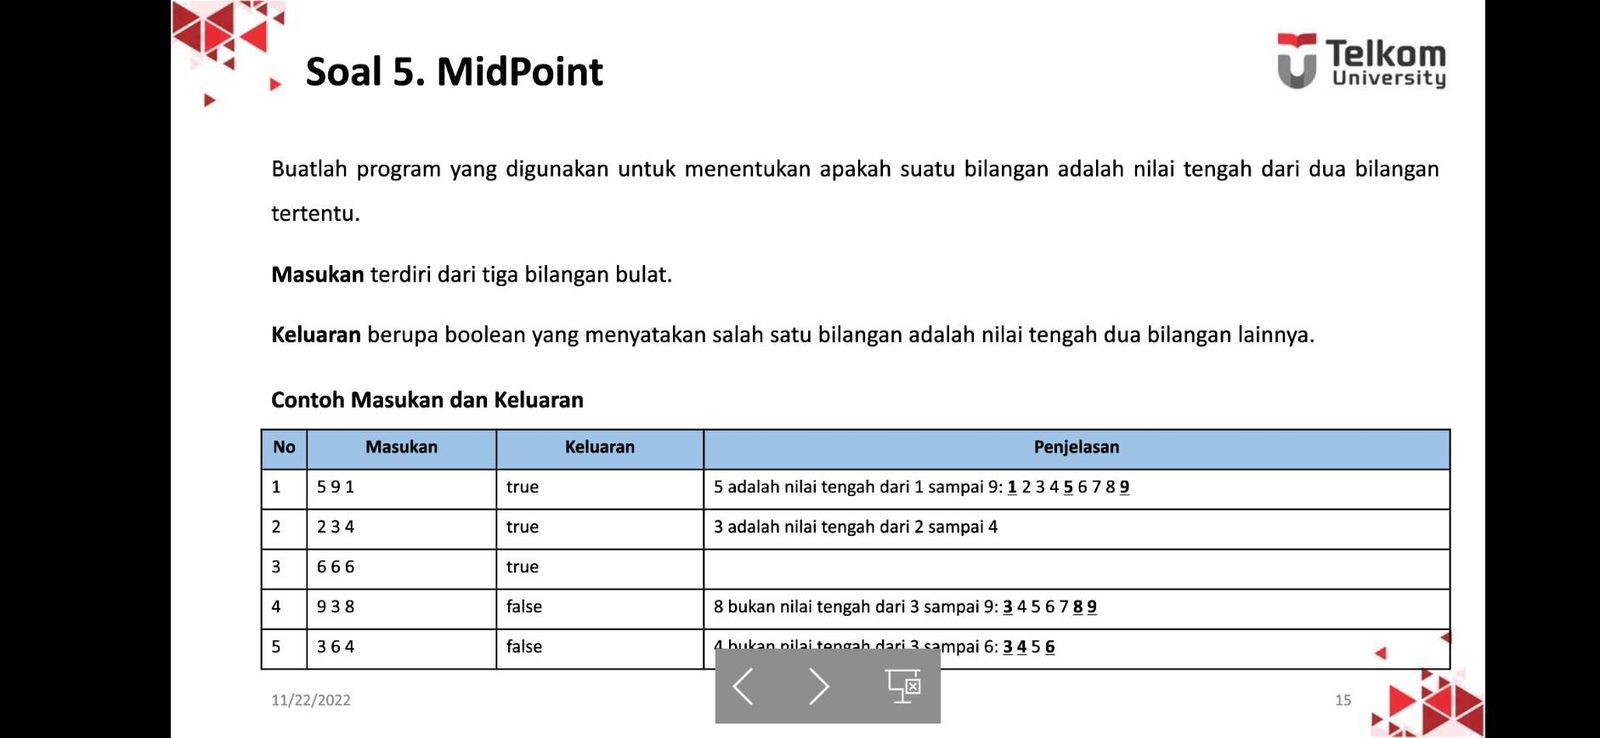 Soal 5. MidPoint
Telkom
University
Buatlah program yang digunakan untuk menentukan apakah suatu bilangan adalah nilai tengah dari dua bilangan
tertentu.
Masukan terdiri dari tiga bilangan bulat.
Keluaran berupa boolean yang menyatakan salah satu bilangan adalah nilai tengah dua bilangan lainnya.
Contoh Masukan dan Keluaran
No Masukan Keluaran Penjelasan
1 5 9 1 true 5 adalah nilai tengah dari 1 sampai 9: 1 2 3 4 5 6 7 8 9
2 2 3 4 true 3 adalah nilai tengah dari 2 sampai 4
3 6 6 6 true
4 9 3 8 false 8 bukan nilai tengah dari 3 sampai 9: 3 4 5 6 7 8 9
5 3 6 4 false 4 bukan nilai tengah dari 3 sampai 6: 3 4 5 6
11/22/2022 15